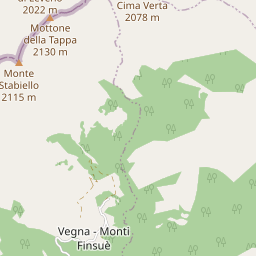 2022 m
Mottone
della Tappa
2130 m
Cima Verta
2078 m
Monte
Stabiello
2115 m
Vegna - Monti
Finsuè